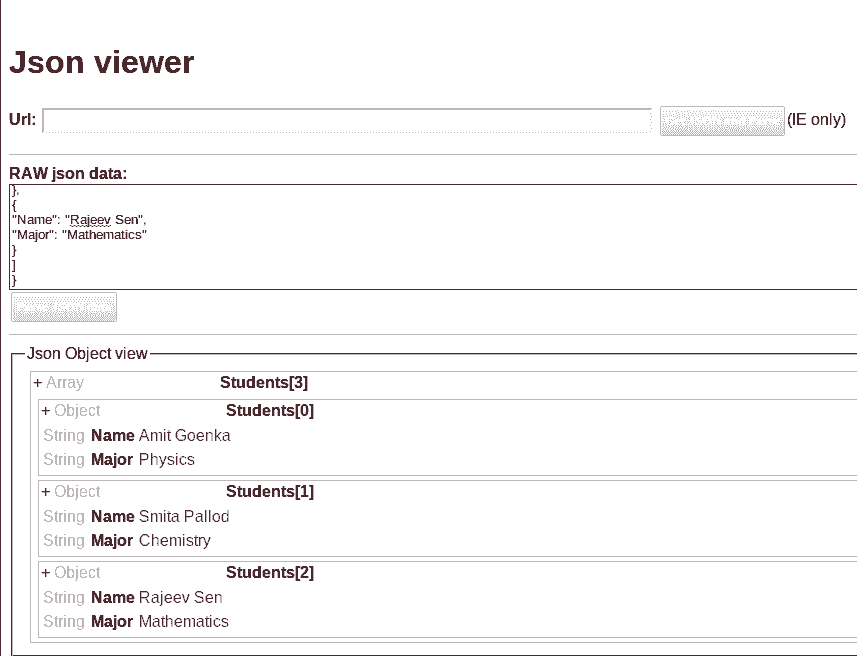 Json viewer
Url: (IE only)
RAW json data:
},
{
"Name": "Rajeev Sen",
"Major": "Mathematics"
}
]
}
Json Object view
+ Array Students[3]
+ Object Students[0]
String Name Amit Goenka
String Major Physics
+ Object Students[1]
String Name Smita Pallod
String Major Chemistry
+ Object Students[2]
String Name Rajeev Sen
String Major Mathematics